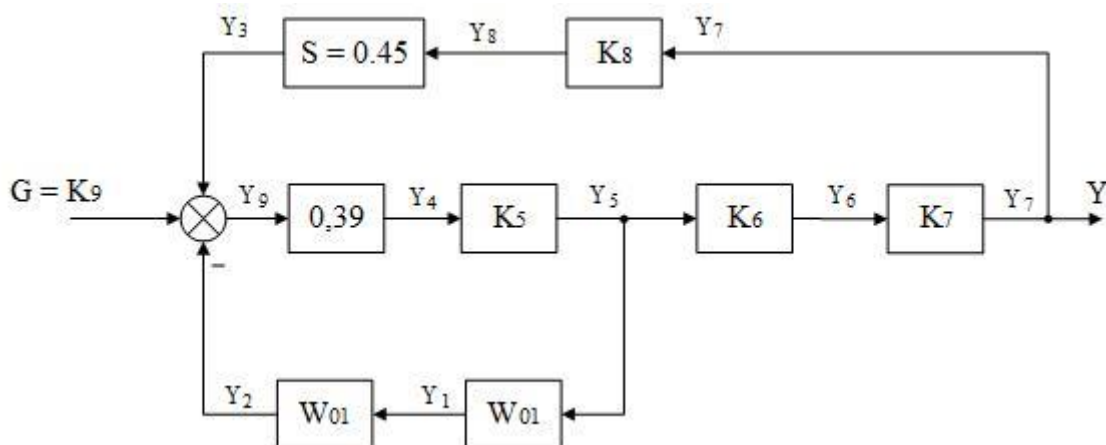 Y3 S = 0.45 Y8 K8 Y7
G = K9 Y9 0,39 Y4 K5 Y5 K6 Y6 K7 Y7 Y
–
Y2 W01 Y1 W01